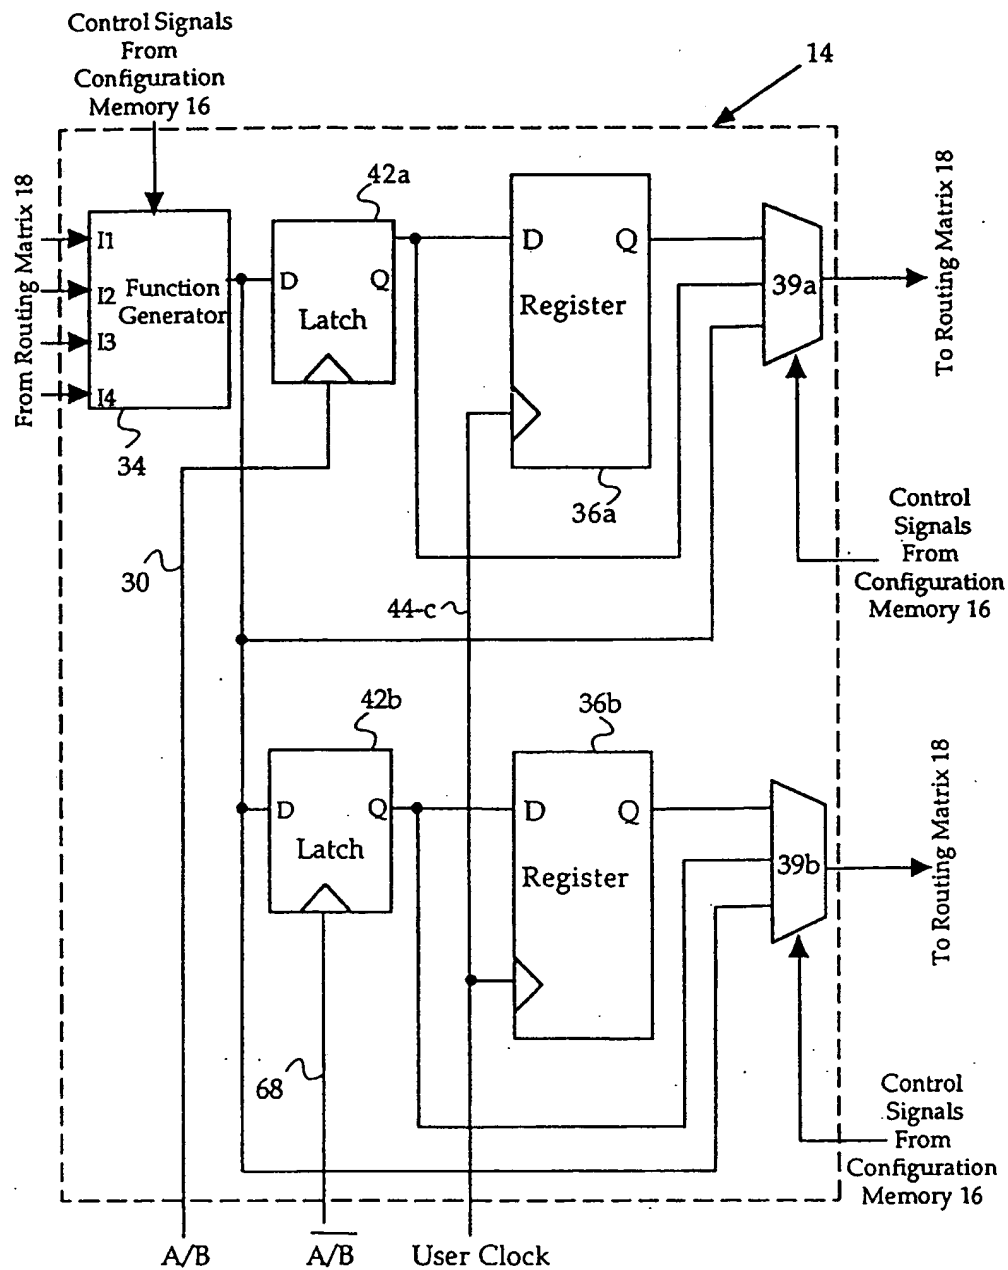 Control Signals
From
Configuration
Memory 16
14
From Routing Matrix 18
I1
I2
I3
I4
Function
Generator
34
42a
D
Q
Latch
D
Q
Register
36a
39a
To Routing Matrix 18
Control
Signals
From
Configuration
Memory 16
30
44-c
42b
D
Q
Latch
36b
D
Q
Register
39b
To Routing Matrix 18
68
Control
Signals
From
Configuration
Memory 16
A/B
A̅/̅B̅
User Clock